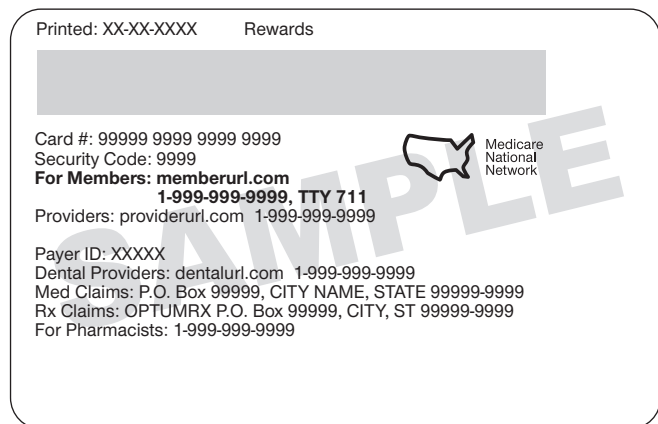 Printed: XX-XX-XXXX Rewards
Card #: 99999 9999 9999 9999
Security Code: 9999
For Members: memberurl.com
1-999-999-9999, TTY 711
Providers: providerurl.com 1-999-999-9999
Medicare
National
Network
Payer ID: XXXXX
Dental Providers: dentalurl.com 1-999-999-9999
Med Claims: P.O. Box 99999, CITY NAME, STATE 99999-9999
Rx Claims: OPTUMRX P.O. Box 99999, CITY, ST 99999-9999
For Pharmacists: 1-999-999-9999
SAMPLE